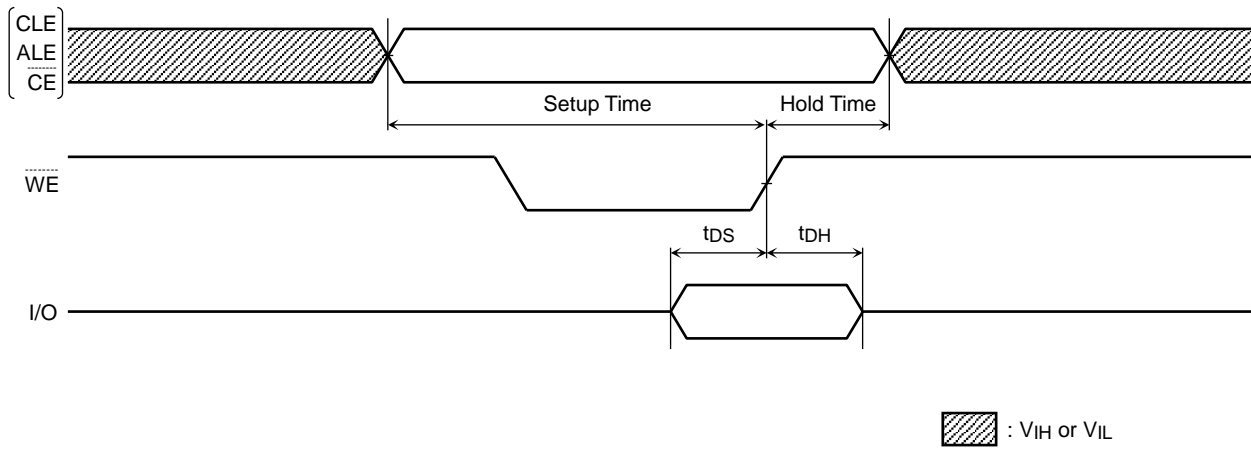 CLE
ALE
CE
Setup Time
Hold Time
WE
tDS
tDH
I/O
: VIH or VIL